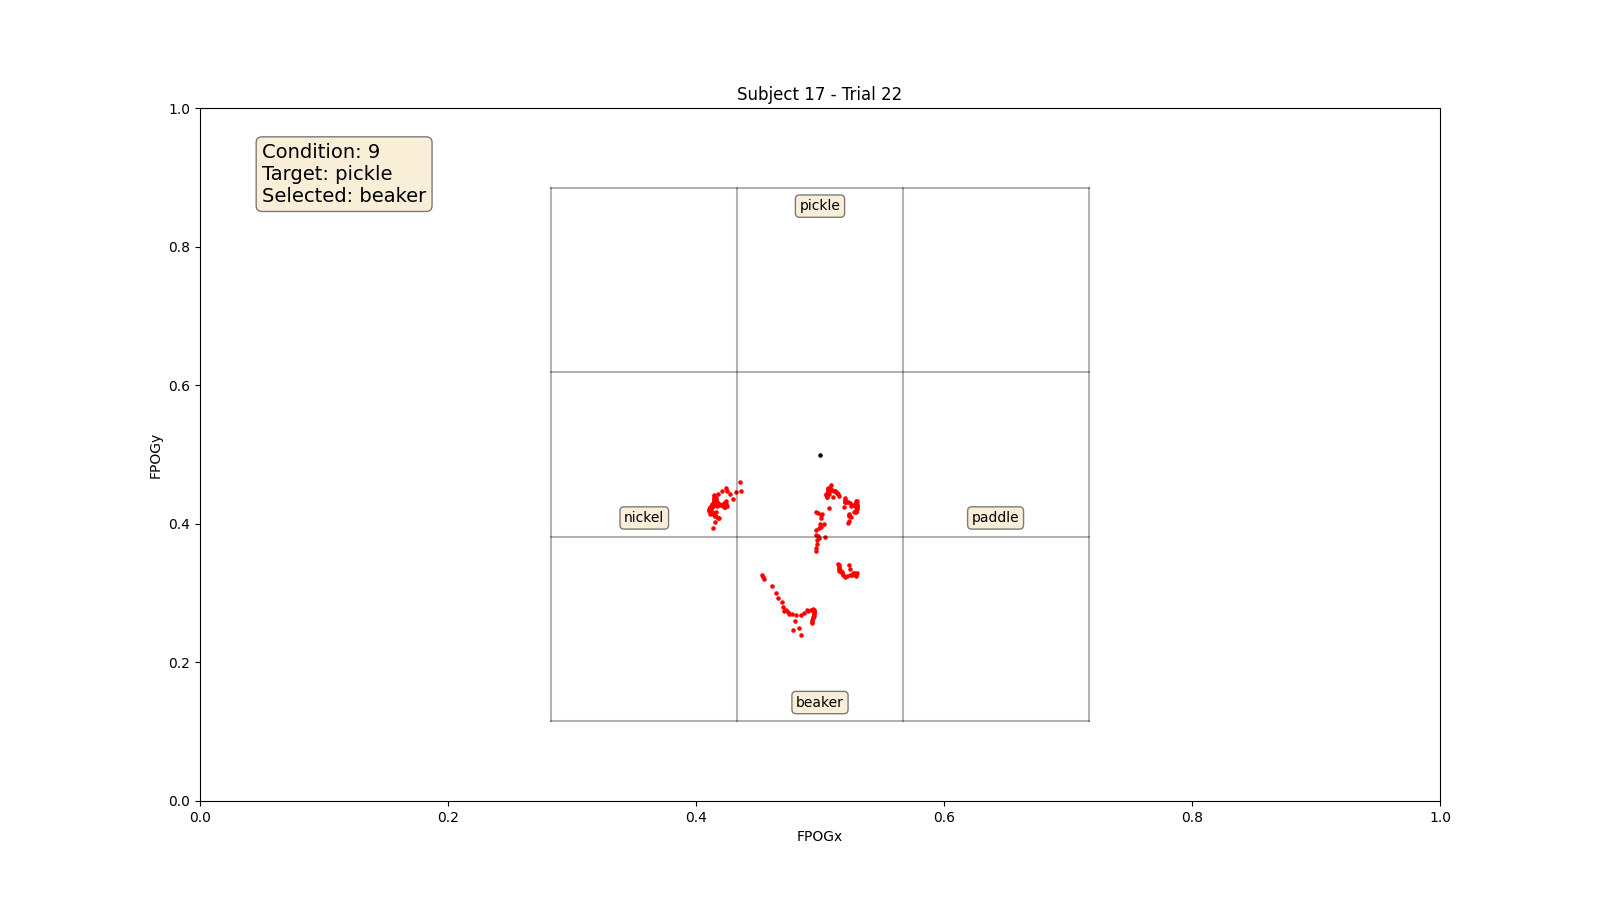 Subject 17 - Trial 22
1.0
Condition: 9
Target: pickle
Selected: beaker
pickle
0.8
0.6
FPOGy
nickel
paddle
0.4
0.2
beaker
0.0
0.0 0.2 0.4 0.6 0.8 1.0
FPOGx